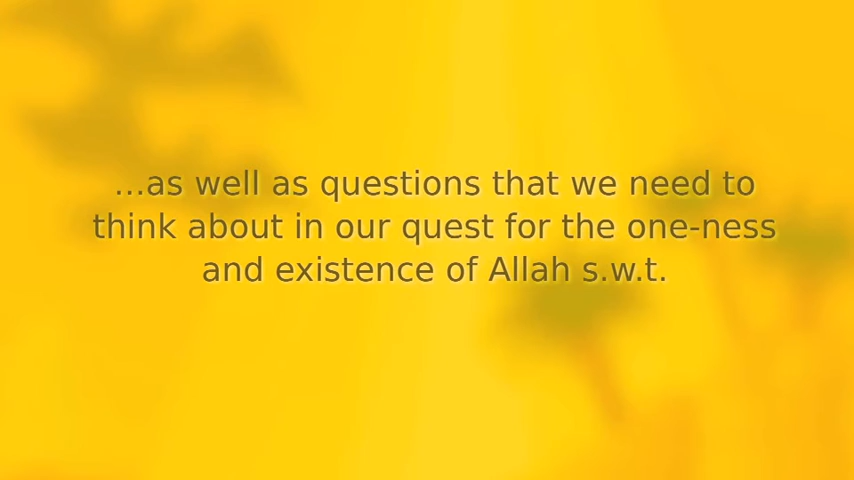 ...as well as questions that we need to
think about in our quest for the one-ness
and existence of Allah s.w.t.